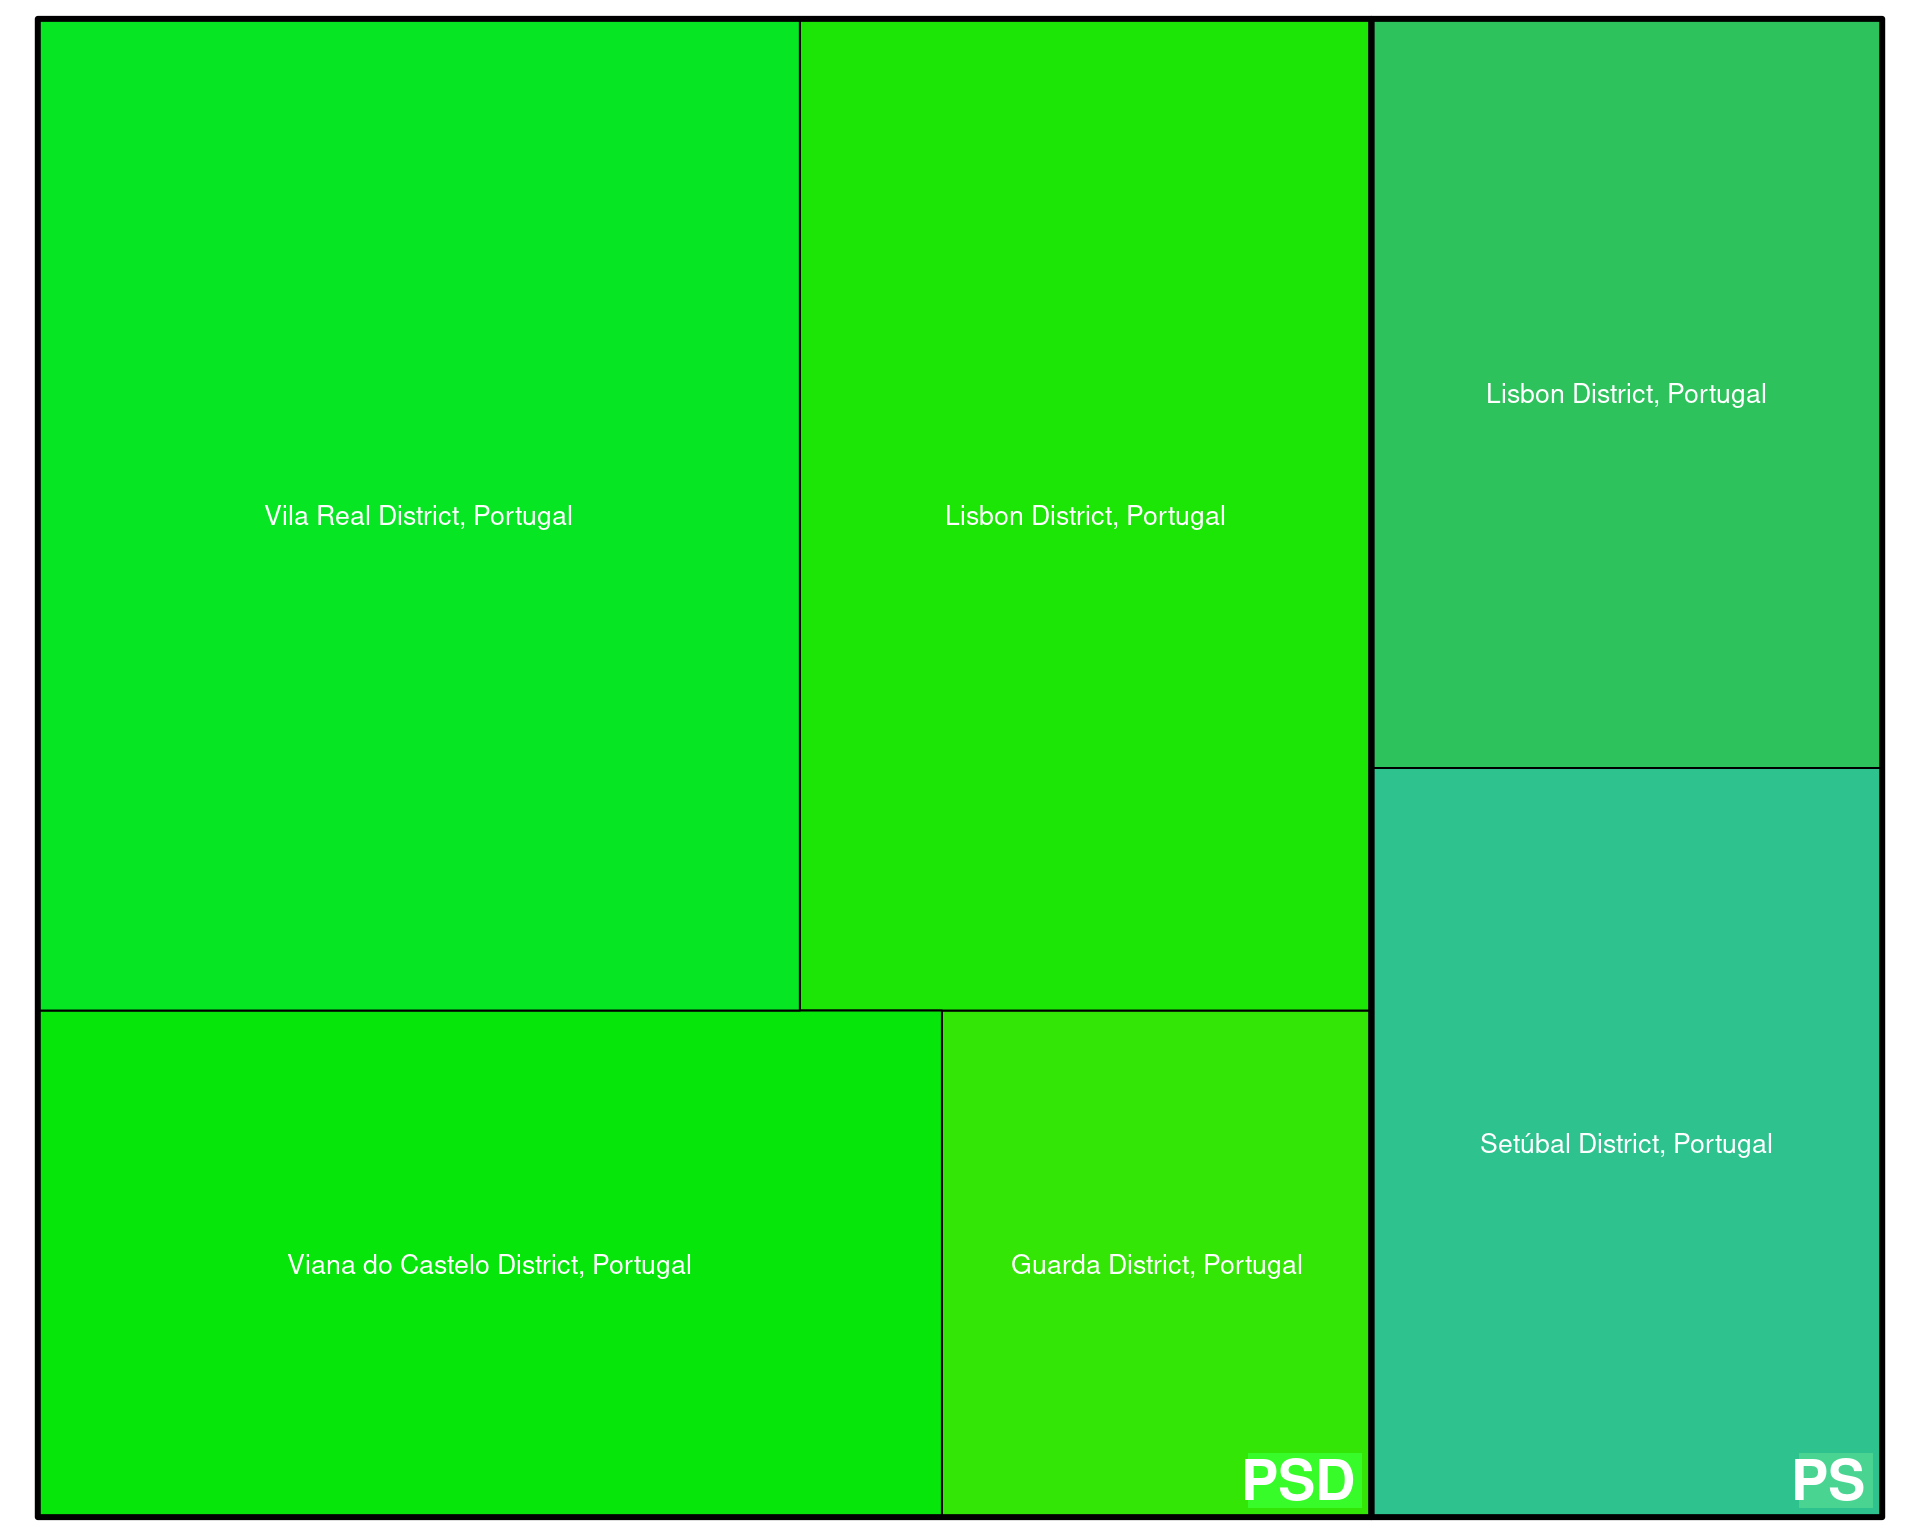 Vila Real District, Portugal
Lisbon District, Portugal
Lisbon District, Portugal
Setúbal District, Portugal
Viana do Castelo District, Portugal
Guarda District, Portugal
PSD
PS